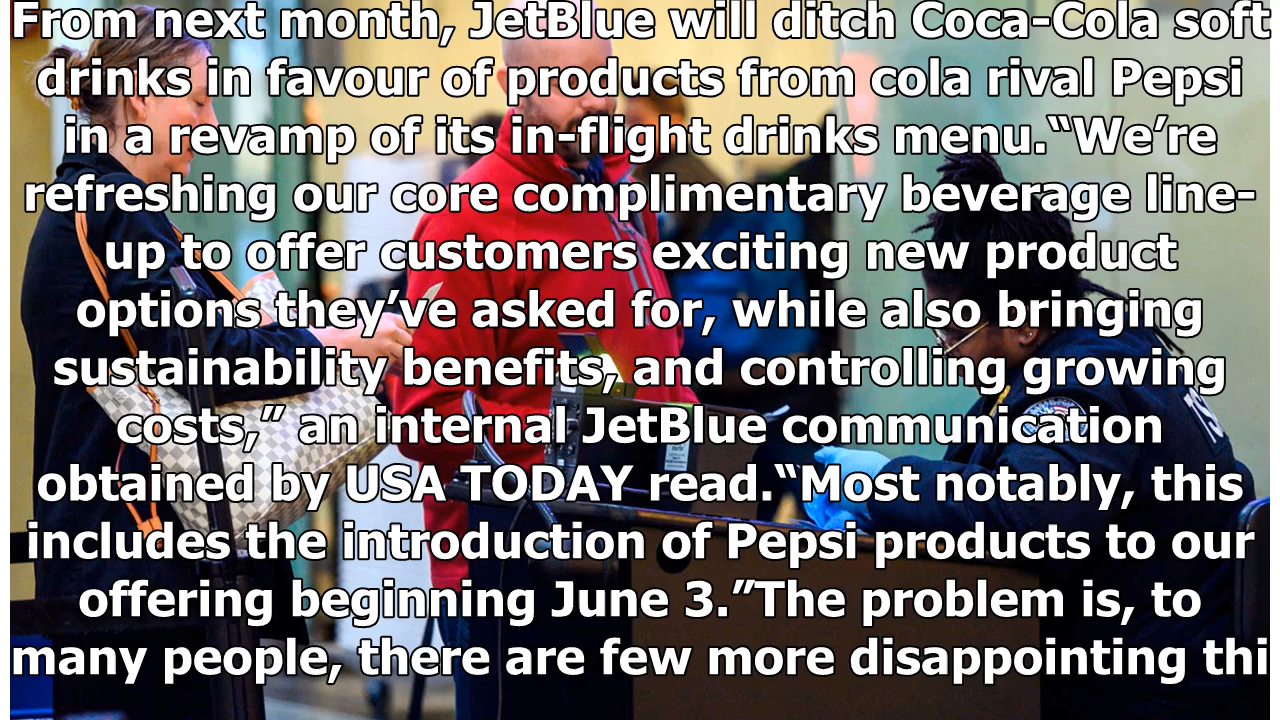 From next month, JetBlue will ditch Coca-Cola soft
drinks in favour of products from cola rival Pepsi
in a revamp of its in-flight drinks menu.“We’re
refreshing our core complimentary beverage line-
up to offer customers exciting new product
options they’ve asked for, while also bringing
sustainability benefits, and controlling growing
costs,” an internal JetBlue communication
obtained by USA TODAY read.“Most notably, this
includes the introduction of Pepsi products to our
offering beginning June 3.”The problem is, to
many people, there are few more disappointing thi